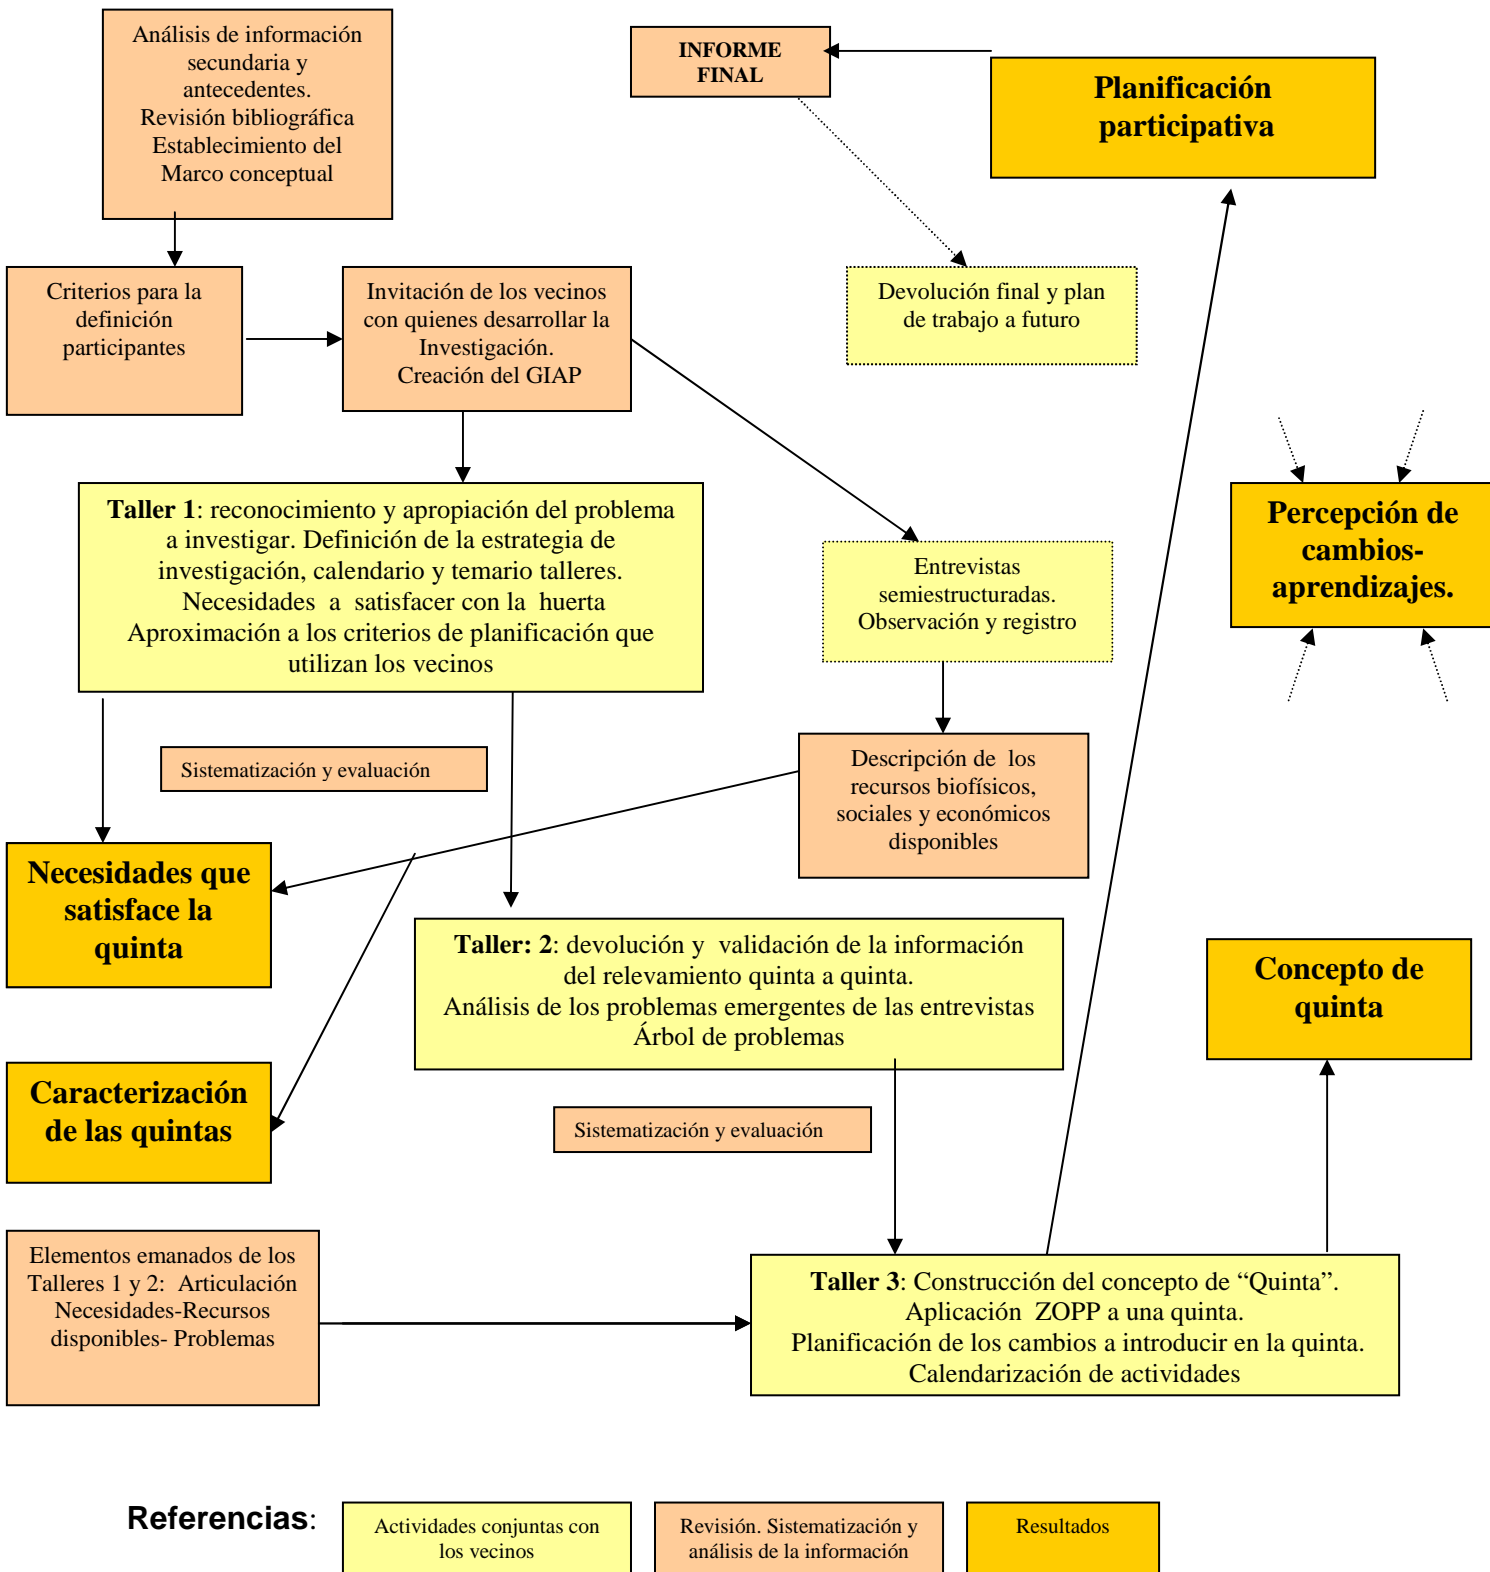 Análisis de información
secundaria y
antecedentes.
Revisión bibliográfica
Establecimiento del
Marco conceptual
INFORME
FINAL
Planificación
participativa
Criterios para la
definición
participantes
Invitación de los vecinos
con quienes desarrollar la
Investigación.
Creación del GIAP
Devolución final y plan
de trabajo a futuro
Taller 1: reconocimiento y apropiación del problema
a investigar. Definición de la estrategia de
investigación, calendario y temario talleres.
Necesidades a satisfacer con la huerta
Aproximación a los criterios de planificación que
utilizan los vecinos
Entrevistas
semiestructuradas.
Observación y registro
Percepción de
cambios-
aprendizajes.
Sistematización y evaluación
Descripción de los
recursos biofísicos,
sociales y económicos
disponibles
Necesidades que
satisface la
quinta
Taller: 2: devolución y validación de la información
del relevamiento quinta a quinta.
Análisis de los problemas emergentes de las entrevistas
Árbol de problemas
Concepto de
quinta
Caracterización
de las quintas
Sistematización y evaluación
Elementos emanados de los
Talleres 1 y 2: Articulación
Necesidades-Recursos
disponibles- Problemas
Taller 3: Construcción del concepto de “Quinta”.
Aplicación ZOPP a una quinta.
Planificación de los cambios a introducir en la quinta.
Calendarización de actividades
Referencias:
Actividades conjuntas con
los vecinos
Revisión. Sistematización y
análisis de la información
Resultados